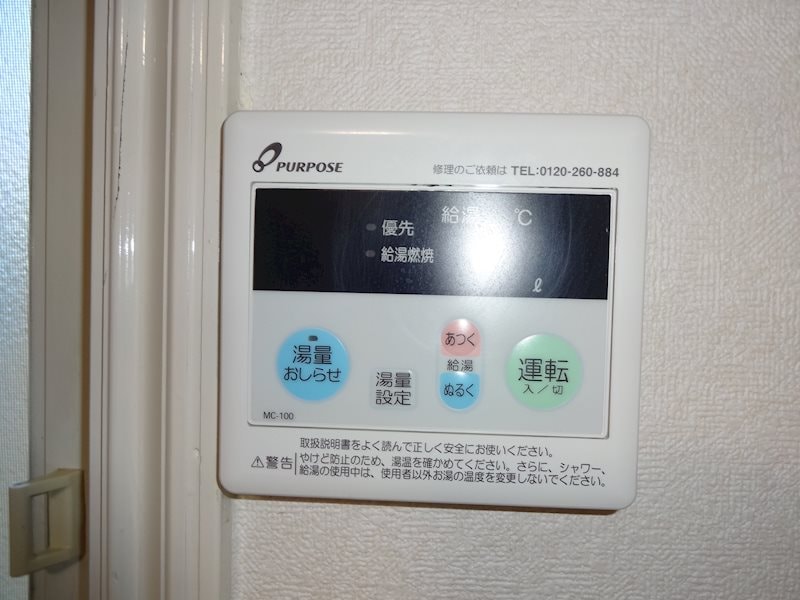 PURPOSE
修理のご依頼は TEL:0120-260-884
給湯 ℃
優先
給湯燃焼
ℓ
湯量
おしらせ
湯量
設定
あつく
給湯
ぬるく
運転
入/切
MC-100
取扱説明書をよく読んで正しく安全にお使いください。
⚠警告 やけど防止のため、湯温を確かめてください。さらに、シャワー、
給湯の使用中は、使用者以外お湯の温度を変更しないでください。